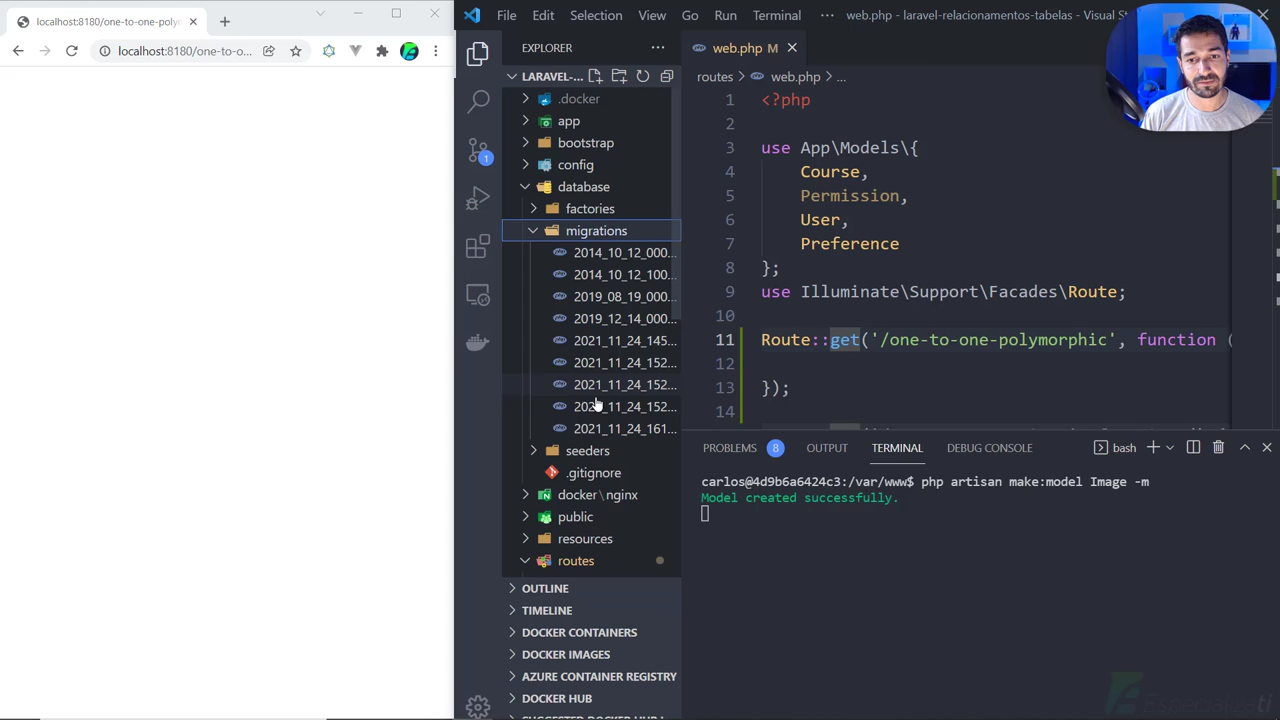 localhost:8180/one-to-one-poly
localhost:8180/one-to-o...
File Edit Selection View Go Run Terminal ··· web.php - laravel-relacionamentos-tabelas - Visual St
EXPLORER
LARAVEL-...
.docker
app
bootstrap
config
database
factories
migrations
2014_10_12_000...
2014_10_12_100...
2019_08_19_000...
2019_12_14_000...
2021_11_24_145...
2021_11_24_152...
2021_11_24_152...
2021_11_24_152...
2021_11_24_161...
seeders
.gitignore
docker\nginx
public
resources
routes
OUTLINE
TIMELINE
DOCKER CONTAINERS
DOCKER IMAGES
AZURE CONTAINER REGISTRY
DOCKER HUB
SUGGESTED DOCKER HUB
1
web.php M
routes > web.php > ...
1 <?php
2
3 use App\Models\{
4 Course,
5 Permission,
6 User,
7 Preference
8 };
9 use Illuminate\Support\Facades\Route;
10
11 Route::get('/one-to-one-polymorphic', function (
12
13 });
14
PROBLEMS 8 OUTPUT TERMINAL DEBUG CONSOLE bash
carlos@4d9b6a6424c3:/var/www$ php artisan make:model Image -m
Model created successfully.
Especializati